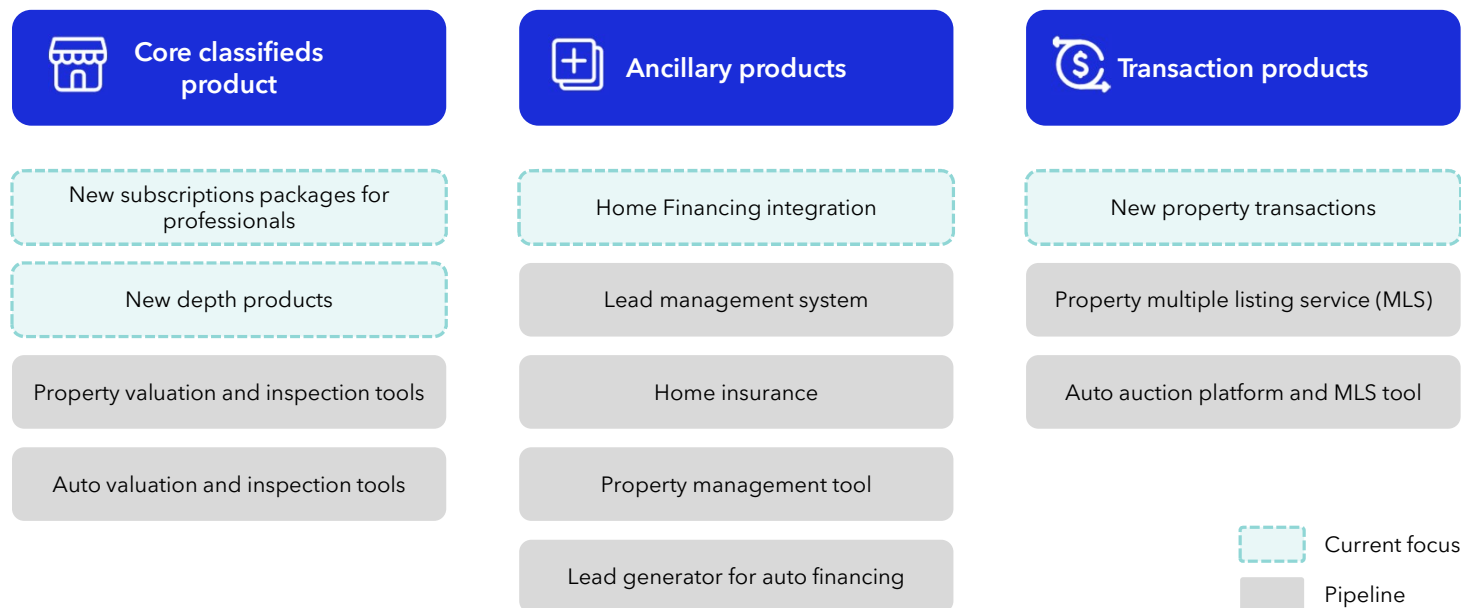 Core classifieds
product
New subscriptions packages for
professionals
New depth products
Property valuation and inspection tools
Auto valuation and inspection tools
Ancillary products
Home Financing integration
Lead management system
Home insurance
Property management tool
Lead generator for auto financing
$
Transaction products
New property transactions
Property multiple listing service (MLS)
Auto auction platform and MLS tool
Current focus
Pipeline